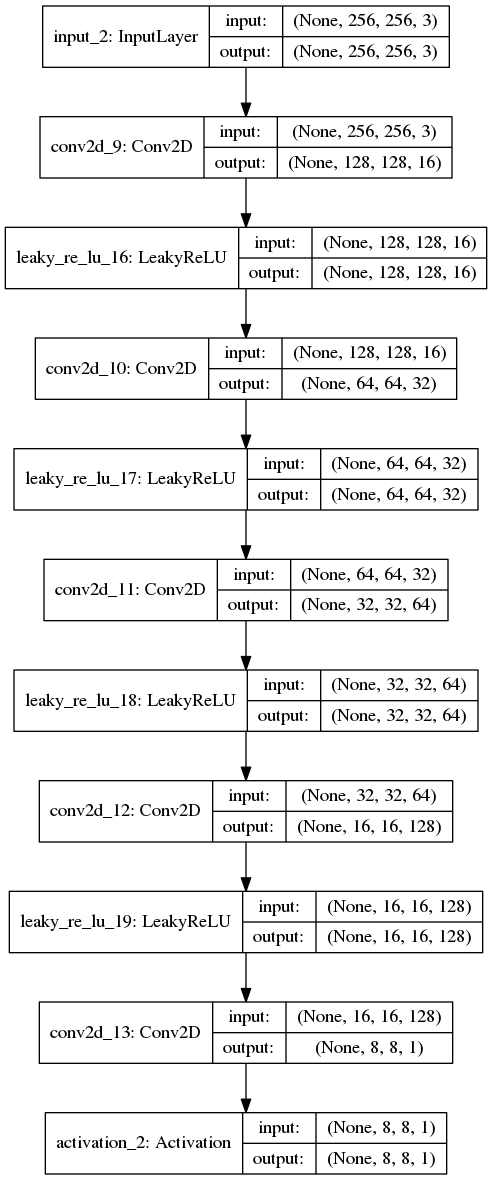 input_2: InputLayer
input:
(None, 256, 256, 3)
output:
(None, 256, 256, 3)
conv2d_9: Conv2D
input:
(None, 256, 256, 3)
output:
(None, 128, 128, 16)
leaky_re_lu_16: LeakyReLU
input:
(None, 128, 128, 16)
output:
(None, 128, 128, 16)
conv2d_10: Conv2D
input:
(None, 128, 128, 16)
output:
(None, 64, 64, 32)
leaky_re_lu_17: LeakyReLU
input:
(None, 64, 64, 32)
output:
(None, 64, 64, 32)
conv2d_11: Conv2D
input:
(None, 64, 64, 32)
output:
(None, 32, 32, 64)
leaky_re_lu_18: LeakyReLU
input:
(None, 32, 32, 64)
output:
(None, 32, 32, 64)
conv2d_12: Conv2D
input:
(None, 32, 32, 64)
output:
(None, 16, 16, 128)
leaky_re_lu_19: LeakyReLU
input:
(None, 16, 16, 128)
output:
(None, 16, 16, 128)
conv2d_13: Conv2D
input:
(None, 16, 16, 128)
output:
(None, 8, 8, 1)
activation_2: Activation
input:
(None, 8, 8, 1)
output:
(None, 8, 8, 1)